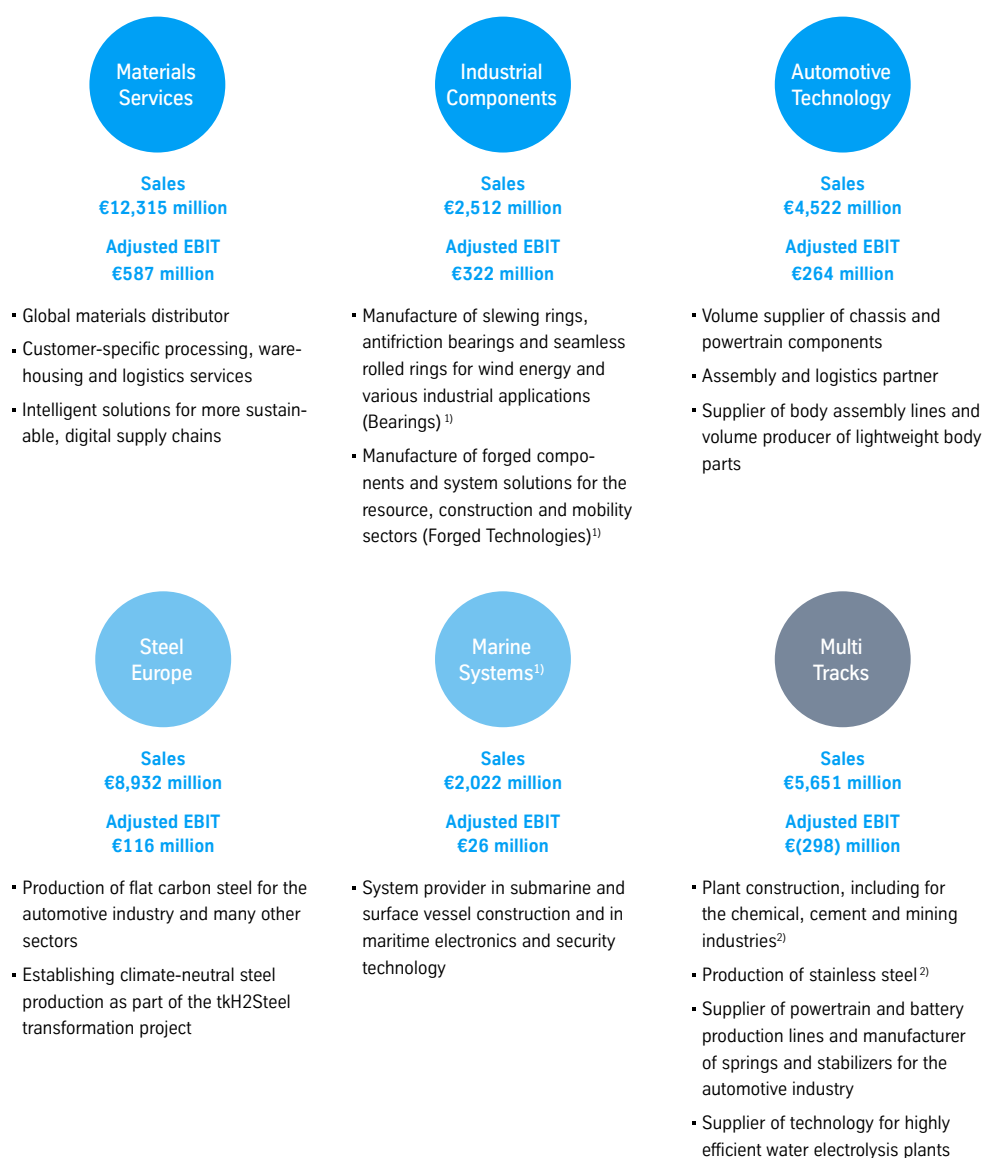 Materials
Services
Sales
€12,315 million
Adjusted EBIT
€587 million
▪ Global materials distributor
▪ Customer-specific processing, ware-
housing and logistics services
▪ Intelligent solutions for more sustain-
able, digital supply chains
Industrial
Components
Sales
€2,512 million
Adjusted EBIT
€322 million
▪ Manufacture of slewing rings,
antifriction bearings and seamless
rolled rings for wind energy and
various industrial applications
(Bearings) 1)
▪ Manufacture of forged compo-
nents and system solutions for the
resource, construction and mobility
sectors (Forged Technologies)1)
Automotive
Technology
Sales
€4,522 million
Adjusted EBIT
€264 million
▪ Volume supplier of chassis and
powertrain components
▪ Assembly and logistics partner
▪ Supplier of body assembly lines and
volume producer of lightweight body
parts
Steel
Europe
Sales
€8,932 million
Adjusted EBIT
€116 million
▪ Production of flat carbon steel for the
automotive industry and many other
sectors
▪ Establishing climate-neutral steel
production as part of the tkH2Steel
transformation project
Marine
Systems1)
Sales
€2,022 million
Adjusted EBIT
€26 million
▪ System provider in submarine and
surface vessel construction and in
maritime electronics and security
technology
Multi
Tracks
Sales
€5,651 million
Adjusted EBIT
€(298) million
▪ Plant construction, including for
the chemical, cement and mining
industries2)
▪ Production of stainless steel 2)
▪ Supplier of powertrain and battery
production lines and manufacturer
of springs and stabilizers for the
automotive industry
▪ Supplier of technology for highly
efficient water electrolysis plants